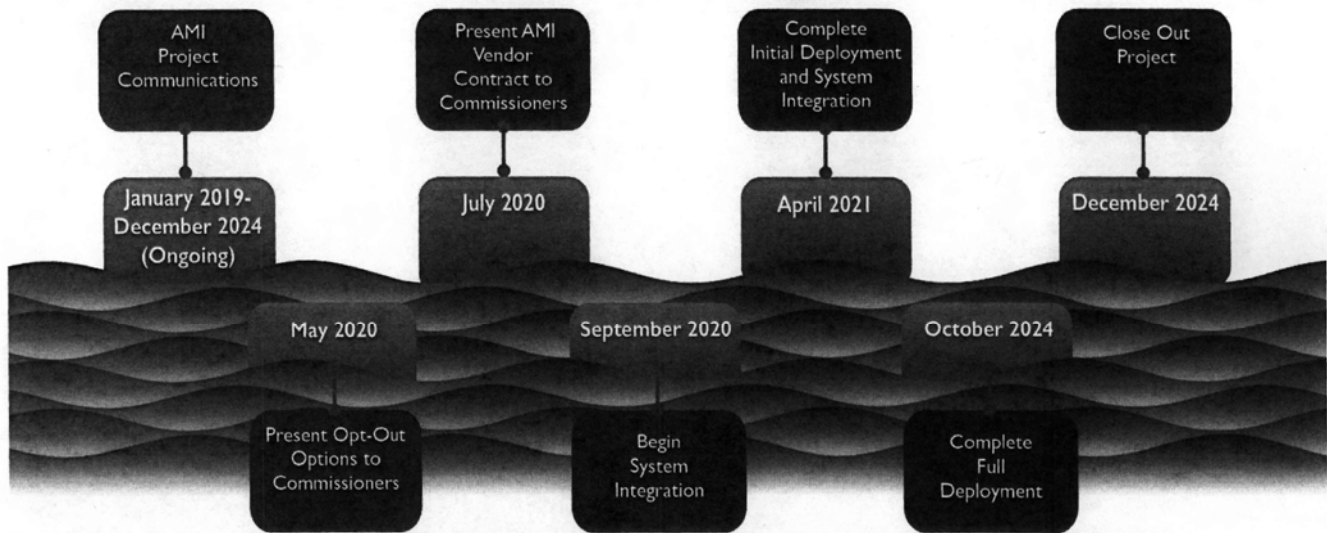 AMI
Project
Communications
January 2019-
December 2024
(Ongoing)
May 2020
Present Opt-Out
Options to
Commissioners
Present AMI
Vendor
Contract to
Commissioners
July 2020
September 2020
Begin
System
Integration
Complete
Initial Deployment
and System
Integration
April 2021
October 2024
Complete
Full
Deployment
Close Out
Project
December 2024